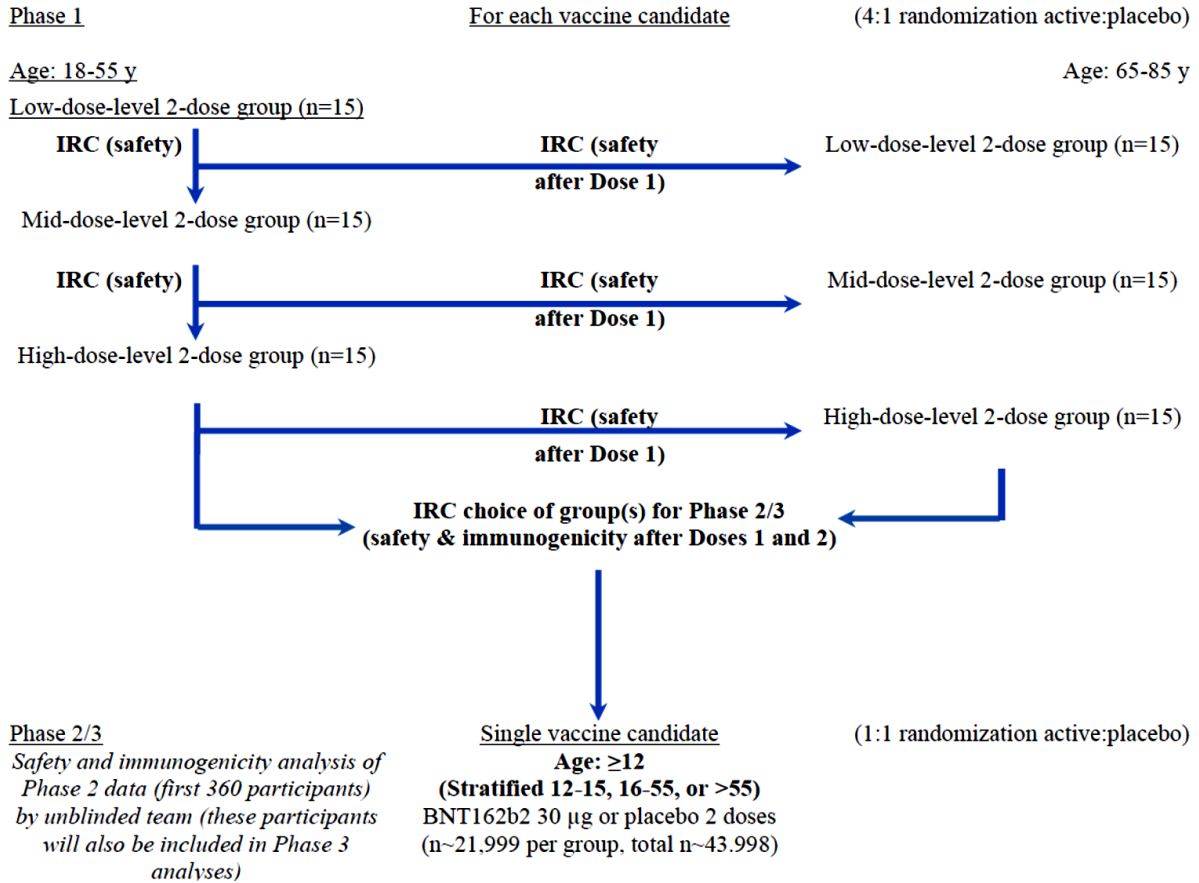 Phase 1
For each vaccine candidate
(4:1 randomization active:placebo)
Age: 18-55 y
Age: 65-85 y
Low-dose-level 2-dose group (n=15)
IRC (safety)
IRC (safety
after Dose 1)
Low-dose-level 2-dose group (n=15)
Mid-dose-level 2-dose group (n=15)
IRC (safety)
IRC (safety
after Dose 1)
Mid-dose-level 2-dose group (n=15)
High-dose-level 2-dose group (n=15)
IRC (safety
after Dose 1)
High-dose-level 2-dose group (n=15)
IRC choice of group(s) for Phase 2/3
(safety & immunogenicity after Doses 1 and 2)
Phase 2/3
Safety and immunogenicity analysis of
Phase 2 data (first 360 participants)
by unblinded team (these participants
will also be included in Phase 3
analyses)
Single vaccine candidate
Age: ≥12
(Stratified 12-15, 16-55, or >55)
BNT162b2 30 µg or placebo 2 doses
(n~21,999 per group, total n~43.998)
(1:1 randomization active:placebo)